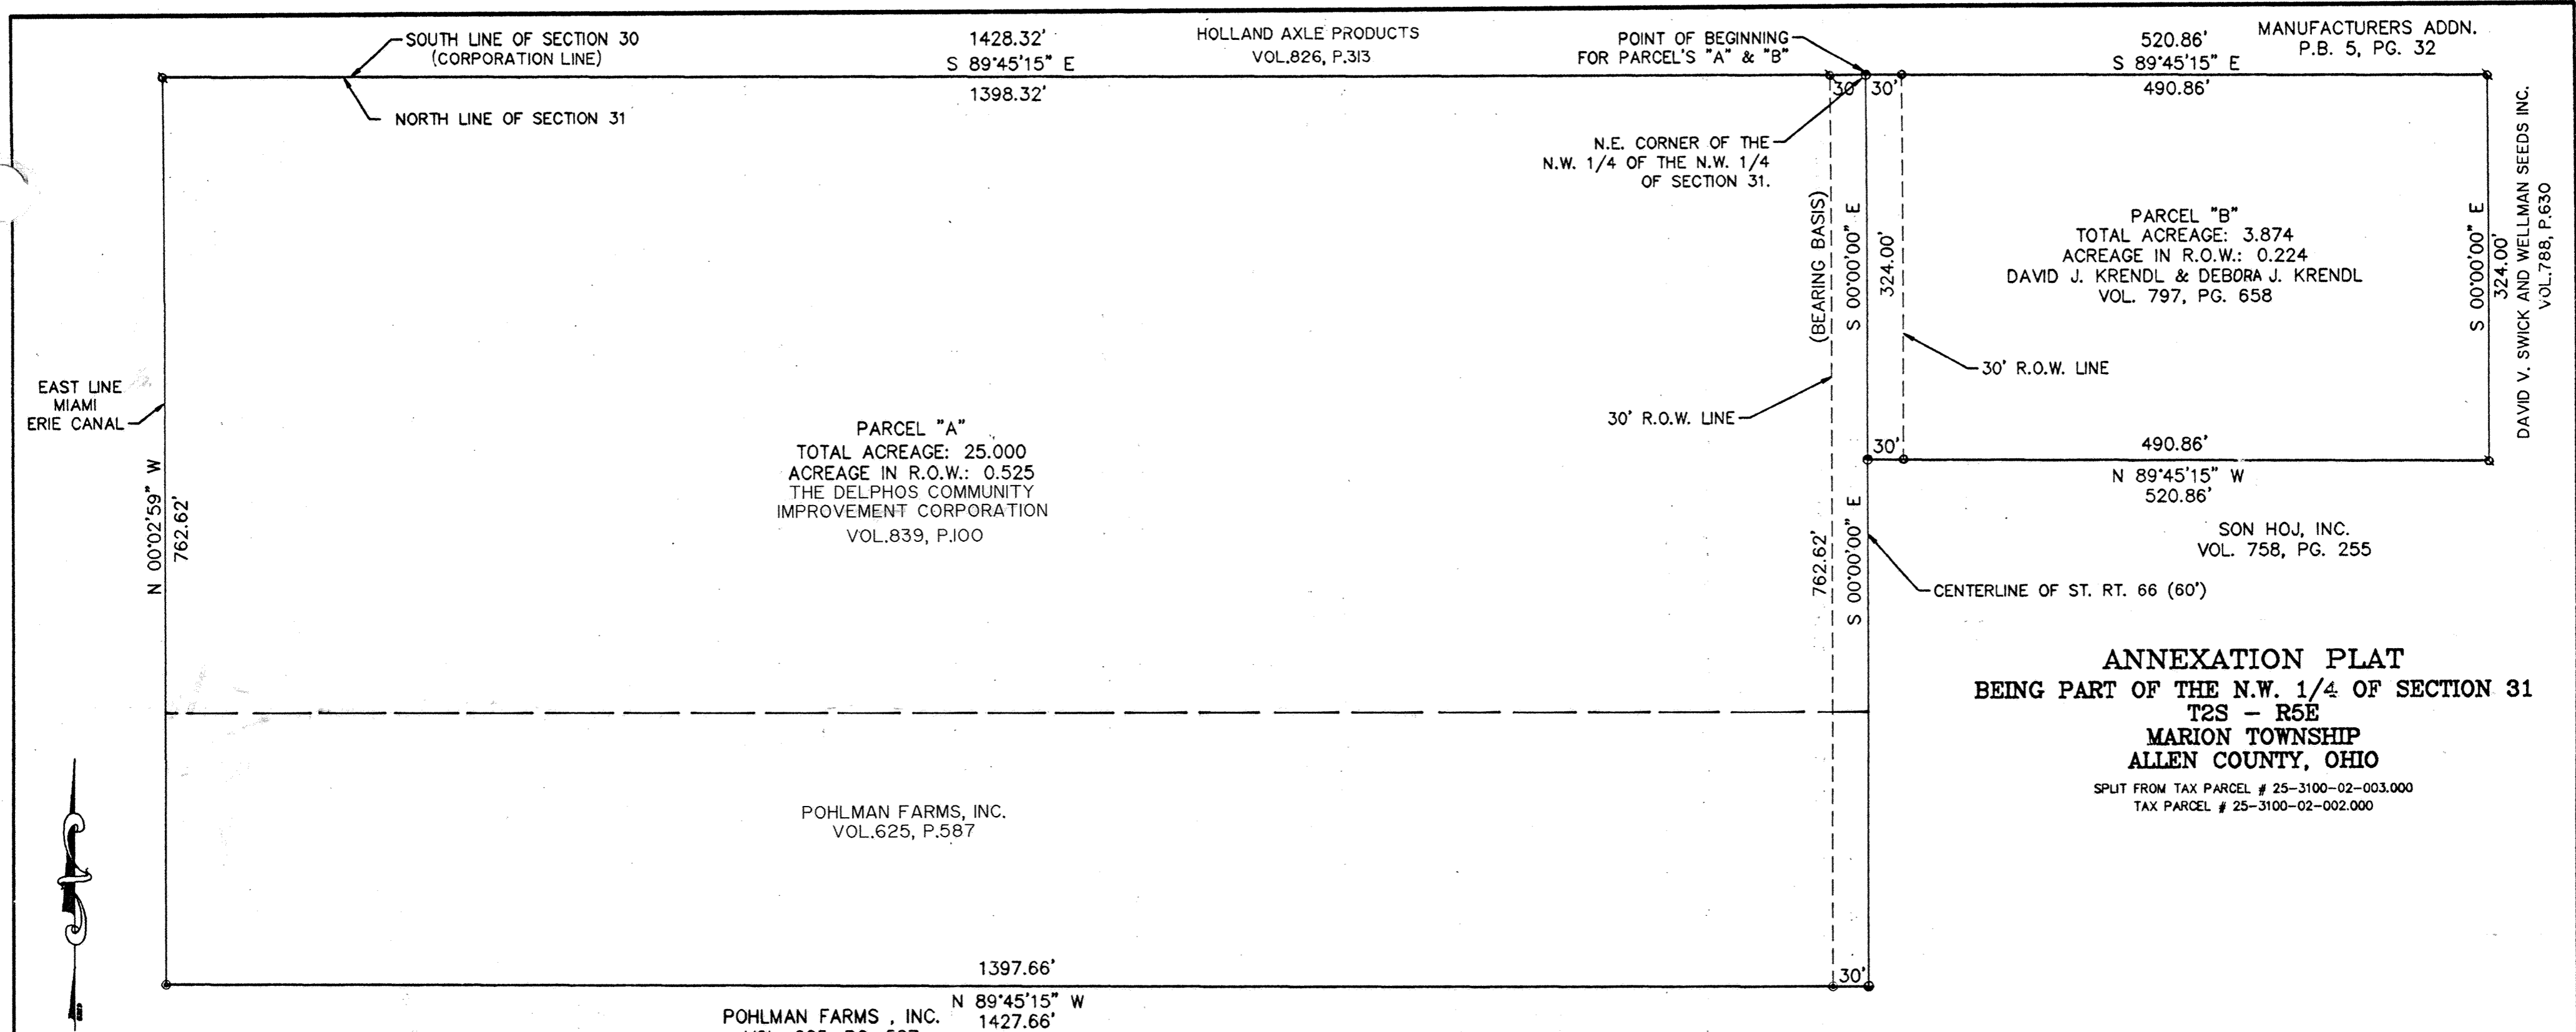 SOUTH LINE OF SECTION 30
(CORPORATION LINE)
1428.32'
S 89°45'15" E
1398.32'
HOLLAND AXLE PRODUCTS
VOL.826, P.313
POINT OF BEGINNING
FOR PARCEL'S "A" & "B"
520.86'
S 89°45'15" E
490.86'
MANUFACTURERS ADDN.
P.B. 5, PG. 32
NORTH LINE OF SECTION 31
30'
30'
N.E. CORNER OF THE
N.W. 1/4 OF THE N.W. 1/4
OF SECTION 31.
(BEARING BASIS)
S 00°00'00" E
324.00'
PARCEL "B"
TOTAL ACREAGE: 3.874
ACREAGE IN R.O.W.: 0.224
DAVID J. KRENDL & DEBORA J. KRENDL
VOL. 797, PG. 658
S 00°00'00" E
324.00'
DAVID V. SWICK AND WELLMAN SEEDS INC.
VOL.788, P.630
30' R.O.W. LINE
30' R.O.W. LINE
EAST LINE
MIAMI
ERIE CANAL
N 00°02'59" W
762.62'
PARCEL "A"
TOTAL ACREAGE: 25.000
ACREAGE IN R.O.W.: 0.525
THE DELPHOS COMMUNITY
IMPROVEMENT CORPORATION
VOL.839, P.100
30'
490.86'
N 89°45'15" W
520.86'
SON HOJ, INC.
VOL. 758, PG. 255
762.62'
S 00°00'00" E
CENTERLINE OF ST. RT. 66 (60')
ANNEXATION PLAT
BEING PART OF THE N.W. 1/4 OF SECTION 31
T2S - R5E
MARION TOWNSHIP
ALLEN COUNTY, OHIO
SPLIT FROM TAX PARCEL # 25-3100-02-003.000
TAX PARCEL # 25-3100-02-002.000
POHLMAN FARMS, INC.
VOL.625, P.587
1397.66'
30'
N 89°45'15" W
1427.66'
POHLMAN FARMS , INC.